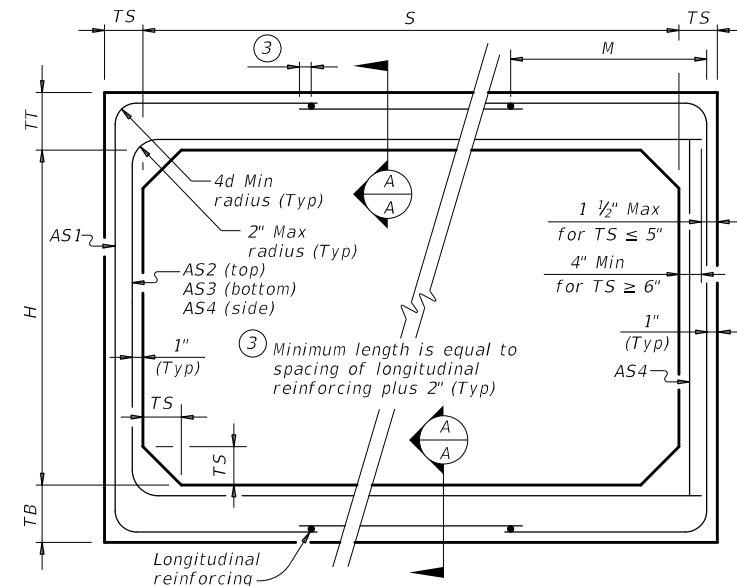 TS
S
TS
3
M
TT
A
A
4d Min
radius (Typ)
2" Max
radius (Typ)
AS1
AS2 (top)
AS3 (bottom)
AS4 (side)
1 ½" Max
for TS ≤ 5"
4" Min
for TS ≥ 6"
H
1"
(Typ)
3 Minimum length is equal to
spacing of longitudinal
reinforcing plus 2" (Typ)
1"
(Typ)
AS4
TS
TS
A
A
TB
Longitudinal
reinforcing